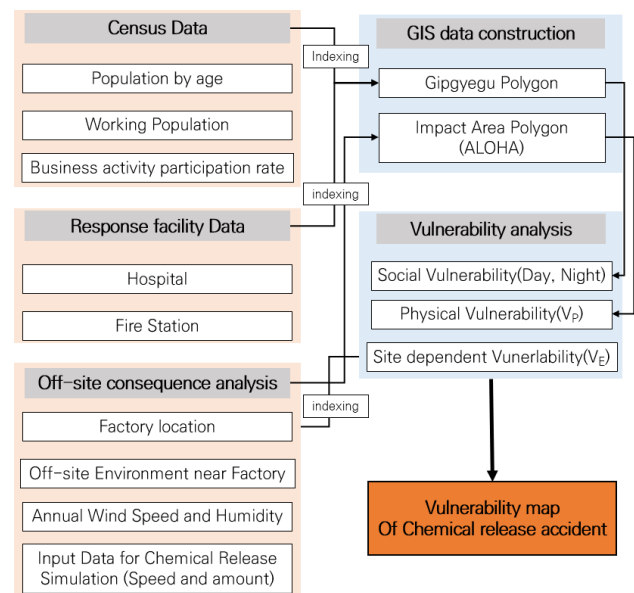 Census Data
Population by age
Working Population
Business activity participation rate
Response facility Data
Hospital
Fire Station
Off-site consequence analysis
Factory location
Off-site Environment near Factory
Annual Wind Speed and Humidity
Input Data for Chemical Release
Simulation (Speed and amount)
Indexing
indexing
indexing
GIS data construction
Gipgyegu Polygon
Impact Area Polygon
(ALOHA)
Vulnerability analysis
Social Vulnerability(Day, Night)
Physical Vulnerability(VP)
Site dependent Vunerlability(VE)
Vulnerability map
Of Chemical release accident